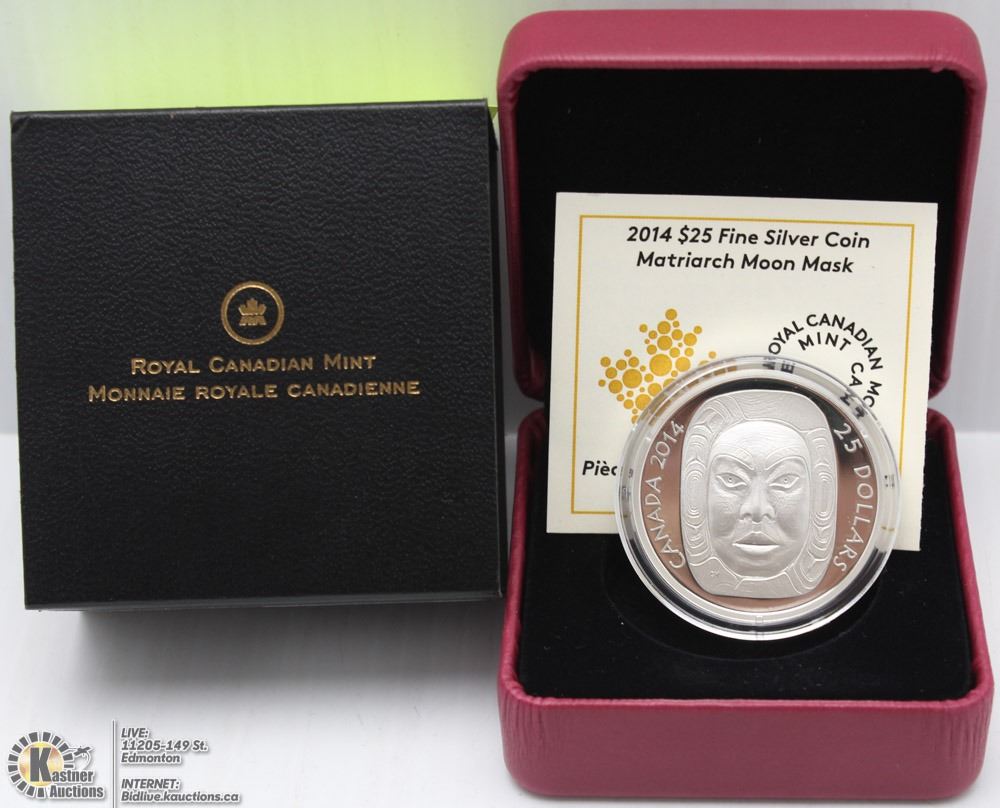 ROYAL CANADIAN MINT
MONNAIE ROYALE CANADIENNE
2014 $25 Fine Silver Coin
Matriarch Moon Mask
ROYAL CANADIAN
MINT
CANADA 2014
25 DOLLARS
Kastner
Auctions
LIVE:
11205-149 St.
Edmonton
INTERNET:
Bidlive.kauctions.ca